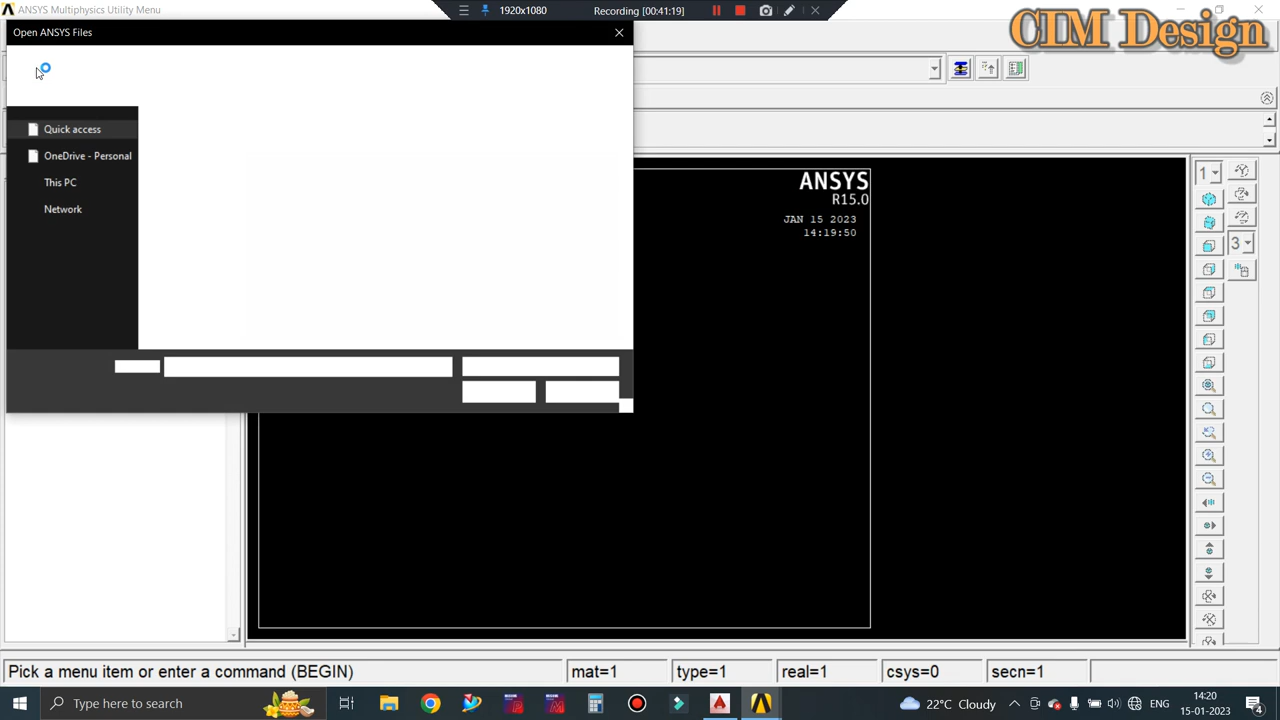 ANSYS Multiphysics Utility Menu
1920x1080
Recording [00:41:19]
CIM Design
Open ANSYS Files
Quick access
OneDrive - Personal
This PC
Network
ANSYS
R15.0
JAN 15 2023
14:19:50
1
3
Pick a menu item or enter a command (BEGIN)
mat=1
type=1
real=1
csys=0
secn=1
Type here to search
22°C Cloudy
ENG
14:20
15-01-2023
4